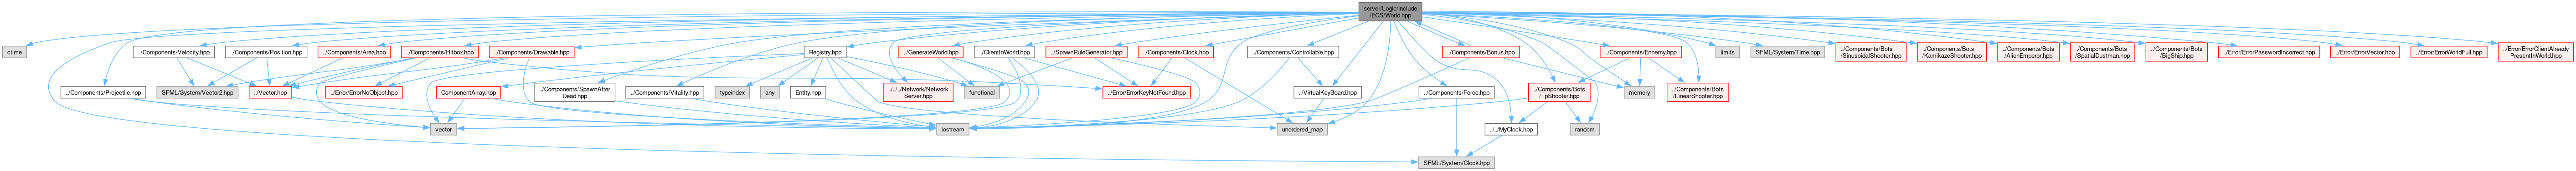 server/Logic/include
/ECS/World.hpp
ctime
../Components/Velocity.hpp
../Components/Position.hpp
../Components/Area.hpp
../Components/Hitbox.hpp
../Components/Drawable.hpp
Registry.hpp
../GenerateWorld.hpp
../ClientInWorld.hpp
../SpawnRuleGenerator.hpp
../Components/Clock.hpp
../Components/Controllable.hpp
../Components/Bonus.hpp
../Components/Ennemy.hpp
limits
SFML/System/Time.hpp
../Components/Bots
/SinusoidalShooter.hpp
../Components/Bots
/KamikazeShooter.hpp
../Components/Bots
/AlienEmperor.hpp
../Components/Bots
/SpatialDustman.hpp
../Components/Bots
/BigShip.hpp
../Error/ErrorPasswordIncorrect.hpp
../Error/ErrorVector.hpp
../Error/ErrorWorldFull.hpp
../Error/ErrorClientAlready
PresentInWorld.hpp
../Components/Projectile.hpp
SFML/System/Vector2.hpp
../Vector.hpp
../Error/ErrorNoObject.hpp
ComponentArray.hpp
../Components/SpawnAfter
Dead.hpp
../Components/Vitality.hpp
typeindex
any
Entity.hpp
../../../Network/Network
Server.hpp
functional
../Error/ErrorKeyNotFound.hpp
../VirtualKeyBoard.hpp
../Components/Force.hpp
../Components/Bots
/TpShooter.hpp
memory
../Components/Bots
/LinearShooter.hpp
vector
iostream
unordered_map
../../MyClock.hpp
random
SFML/System/Clock.hpp